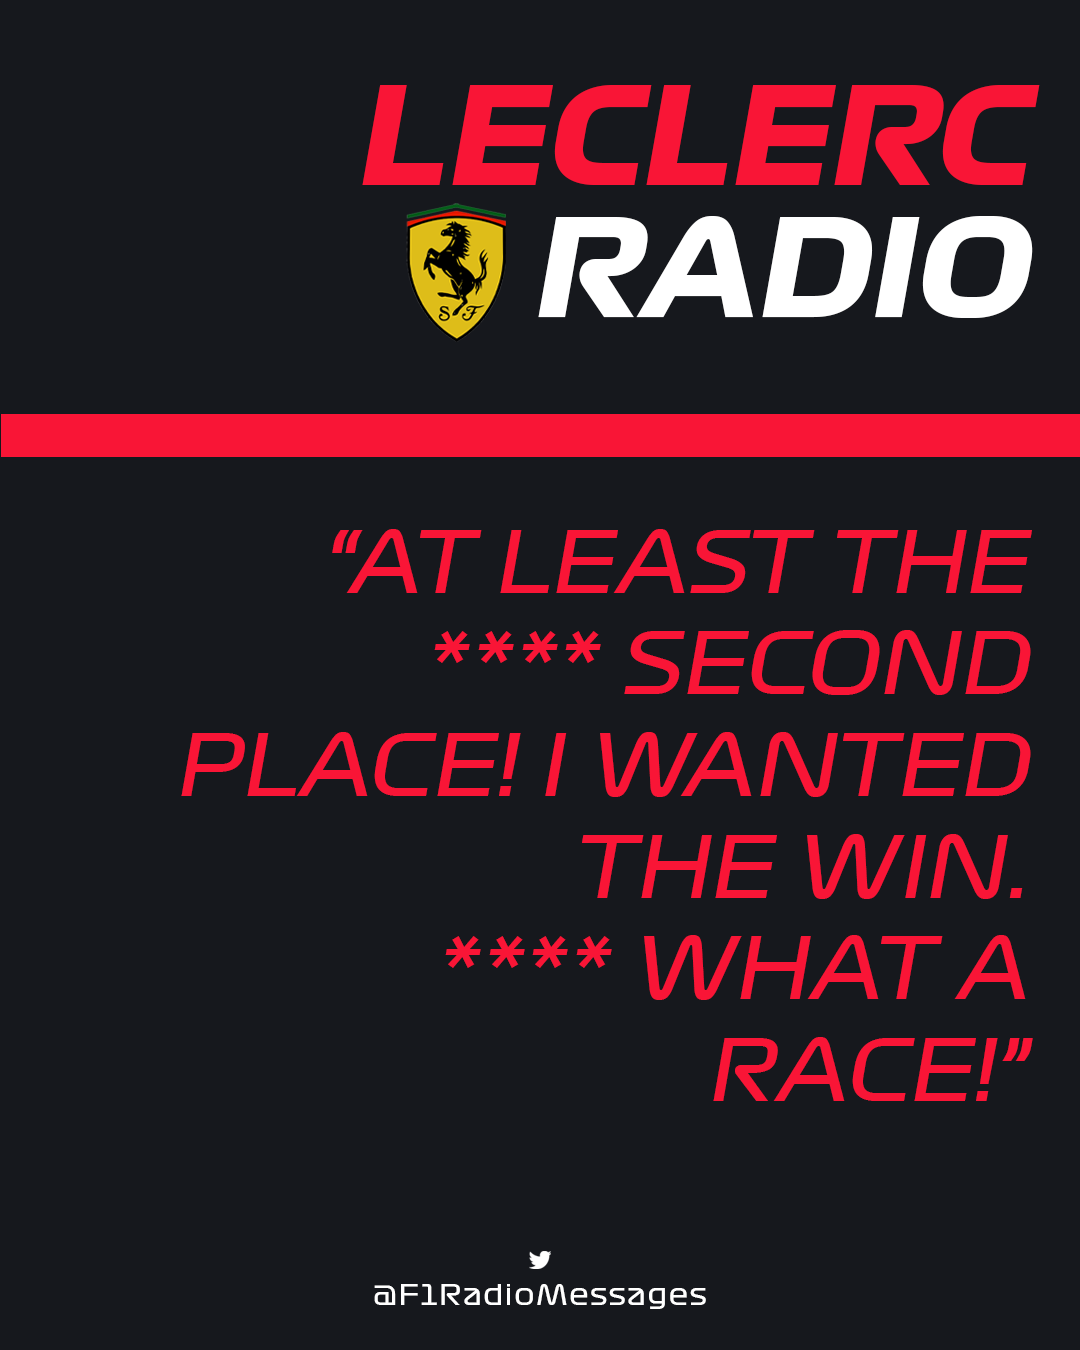 LECLERC
S F RADIO
“AT LEAST THE
**** SECOND
PLACE! I WANTED
THE WIN.
**** WHAT A
RACE!”
@F1RadioMessages